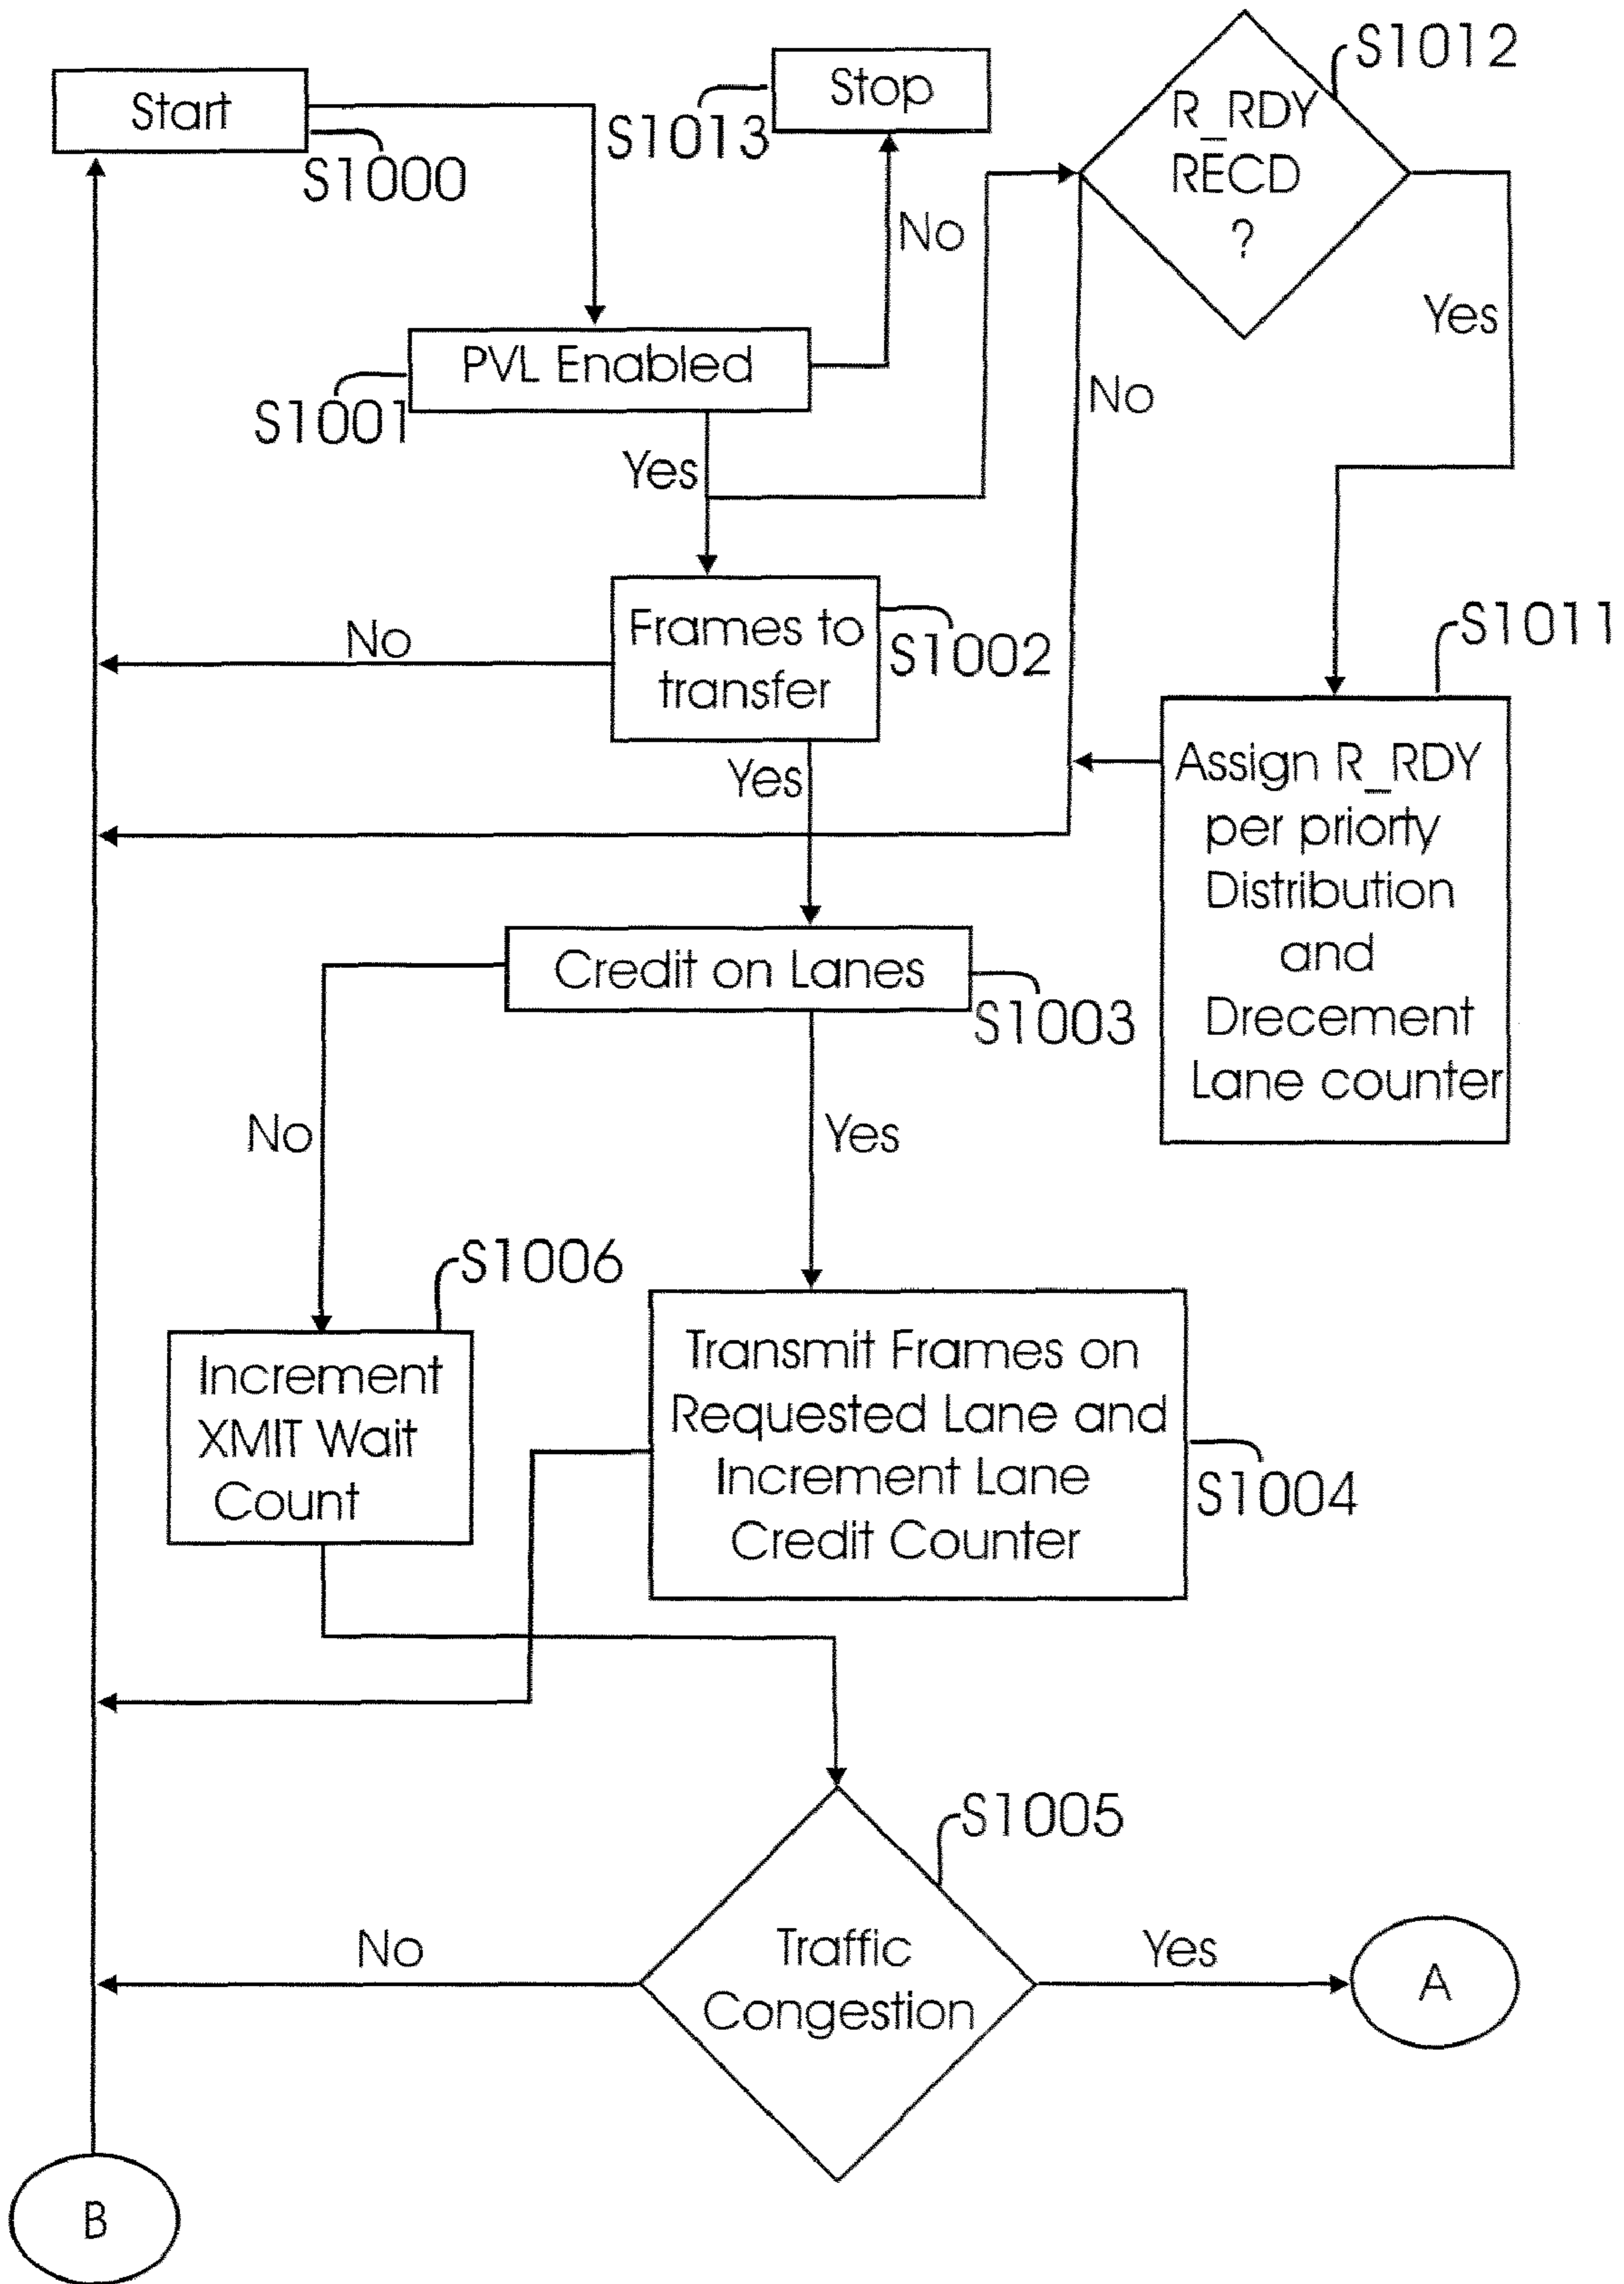 Start
S1000
Stop
S1013
R_RDY
RECD
?
S1012
No
Yes
PVL Enabled
S1001
Yes
No
Frames to
transfer
S1002
No
Yes
S1011
Assign R_RDY
per priorty
Distribution
and
Drecement
Lane counter
Credit on Lanes
S1003
No
Yes
S1006
Increment
XMIT Wait
Count
Transmit Frames on
Requested Lane and
Increment Lane
Credit Counter
S1004
S1005
Traffic
Congestion
No
Yes
A
B